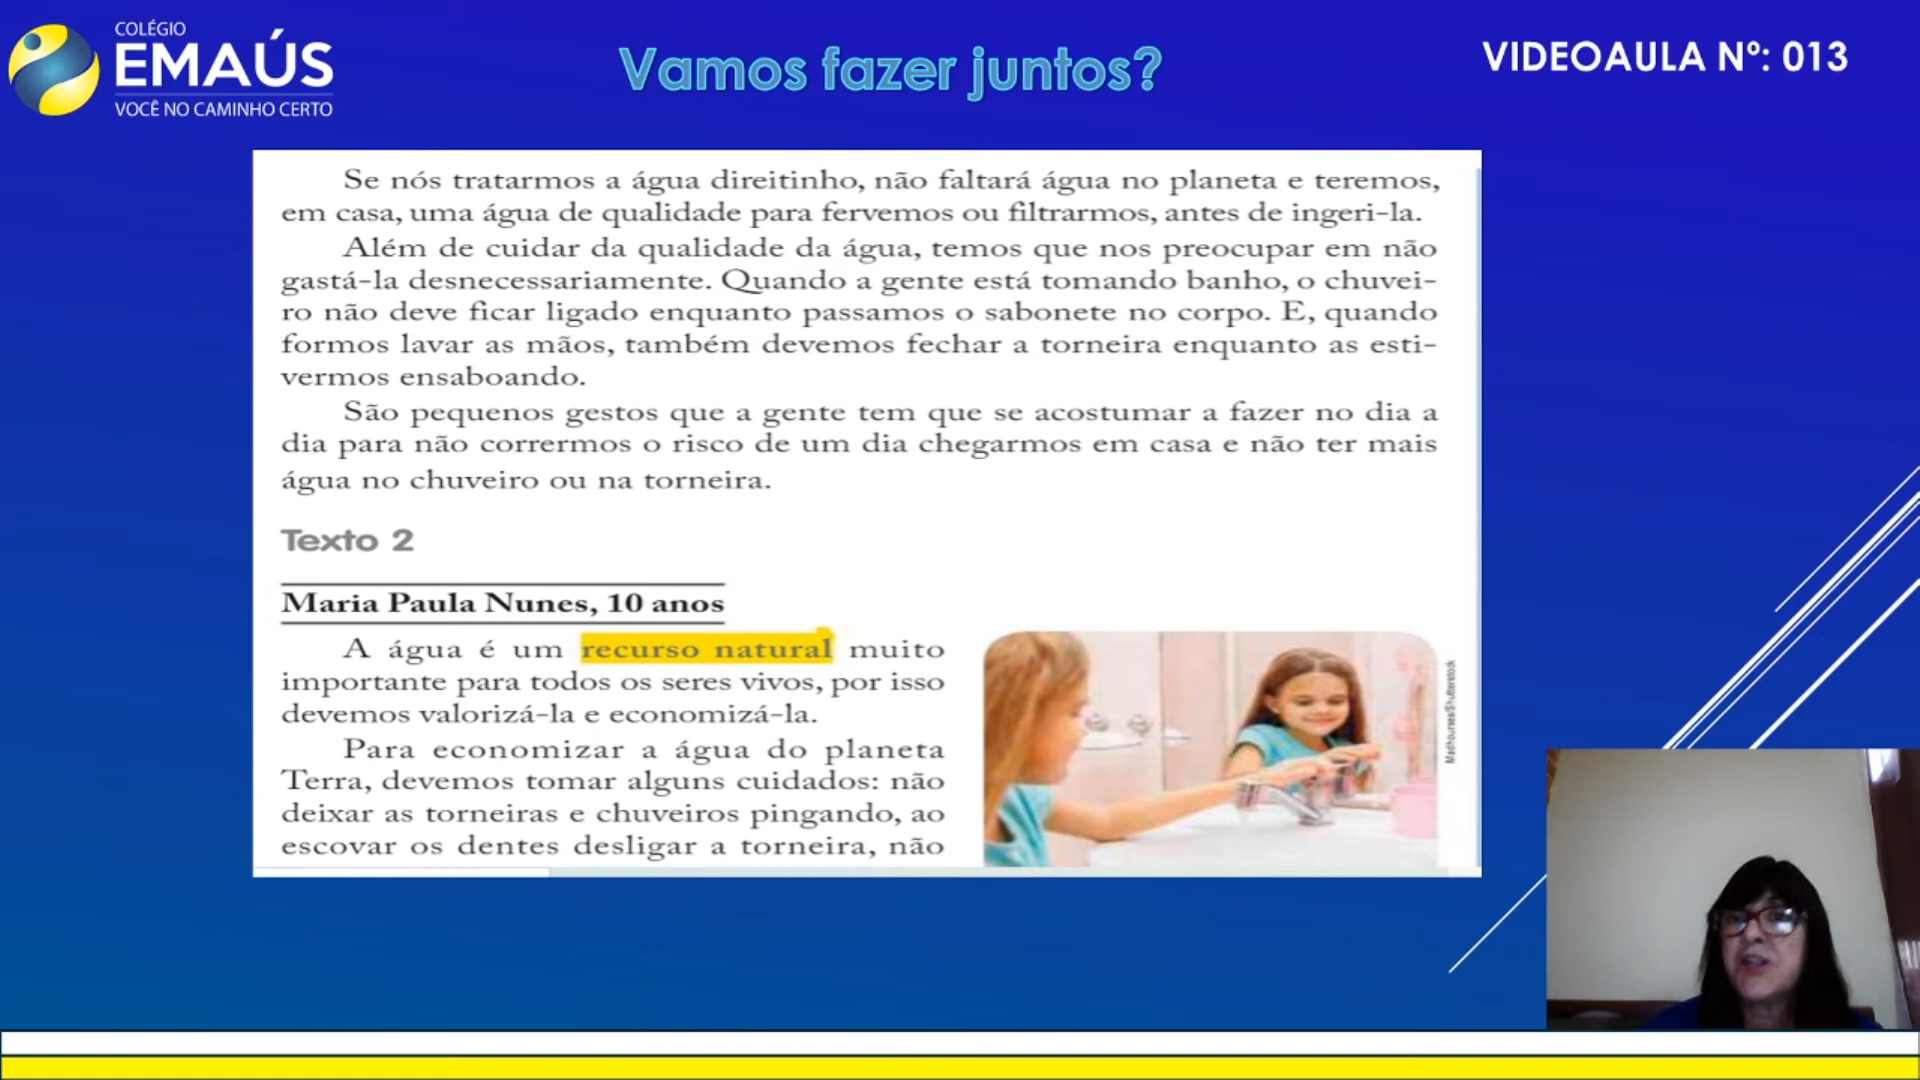 COLÉGIO
EMAÚS
VOCÊ NO CAMINHO CERTO
Vamos fazer juntos?
VIDEOAULA Nº: 013
Se nós tratarmos a água direitinho, não faltará água no planeta e teremos,
em casa, uma água de qualidade para fervemos ou filtrarmos, antes de ingeri-la.
Além de cuidar da qualidade da água, temos que nos preocupar em não
gastá-la desnecessariamente. Quando a gente está tomando banho, o chuvei-
ro não deve ficar ligado enquanto passamos o sabonete no corpo. E, quando
formos lavar as mãos, também devemos fechar a torneira enquanto as esti-
vermos ensaboando.
São pequenos gestos que a gente tem que se acostumar a fazer no dia a
dia para não corrermos o risco de um dia chegarmos em casa e não ter mais
água no chuveiro ou na torneira.
Texto 2
Maria Paula Nunes, 10 anos
A água é um recurso natural muito
importante para todos os seres vivos, por isso
devemos valorizá-la e economizá-la.
Para economizar a água do planeta
Terra, devemos tomar alguns cuidados: não
deixar as torneiras e chuveiros pingando, ao
escovar os dentes desligar a torneira, não